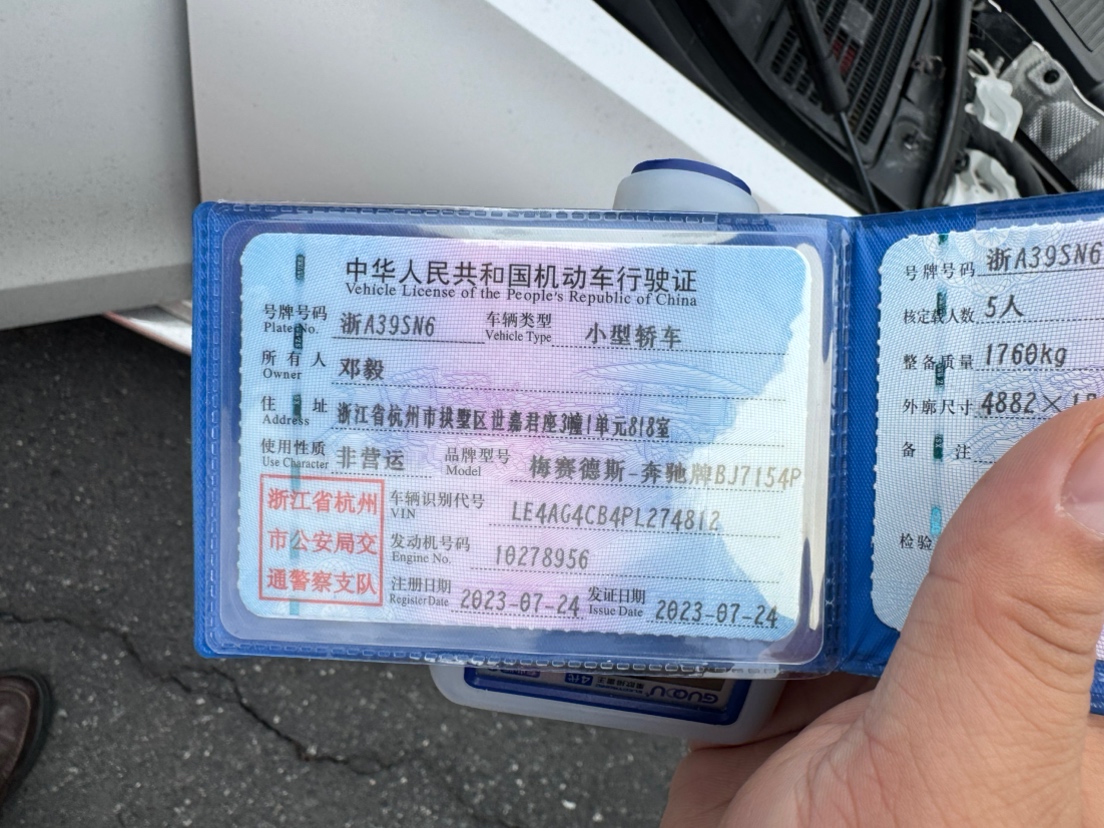 中华人民共和国机动车行驶证
Vehicle License of the People's Republic of China
号牌号码 浙A39SN6 车辆类型 小型轿车
Plate No. Vehicle Type
所有人 邓毅
Owner
住址 浙江省杭州市拱墅区世嘉君座3幢1单元818室
Address
使用性质 非营运 品牌型号 梅赛德斯-奔驰牌BJ7154P
Use Character Model
浙江省杭州
市公安局交
通警察支队
车辆识别代号 LE4AG4CB4PL274812
VIN
发动机号码 10278956
Engine No.
注册日期 2023-07-24 发证日期 2023-07-24
Register Date Issue Date
号牌号码 浙A39SN6
核定载人数 5人
整备质量 1760kg
外廓尺寸 4882×18
备注
检验
GUOOU
4代